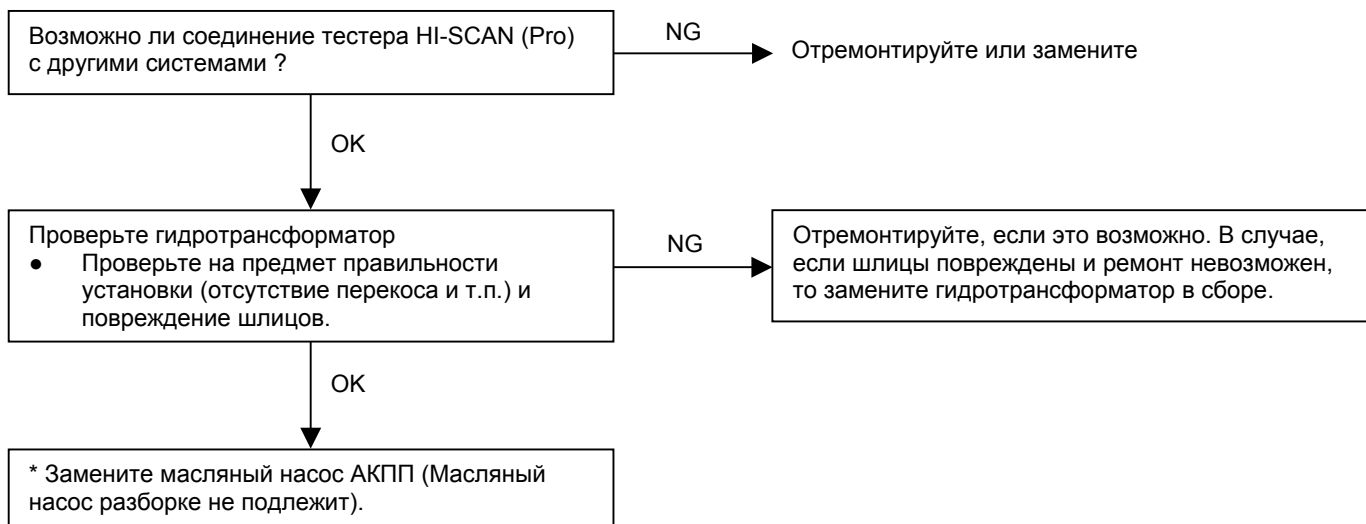 Возможно ли соединение тестера HI-SCAN (Pro)
с другими системами ?
NG
Отремонтируйте или замените
OK
Проверьте гидротрансформатор
● Проверьте на предмет правильности
установки (отсутствие перекоса и т.п.) и
повреждение шлицов.
NG
Отремонтируйте, если это возможно. В случае,
если шлицы повреждены и ремонт невозможен,
то замените гидротрансформатор в сборе.
OK
* Замените масляный насос АКПП (Масляный
насос разборке не подлежит).